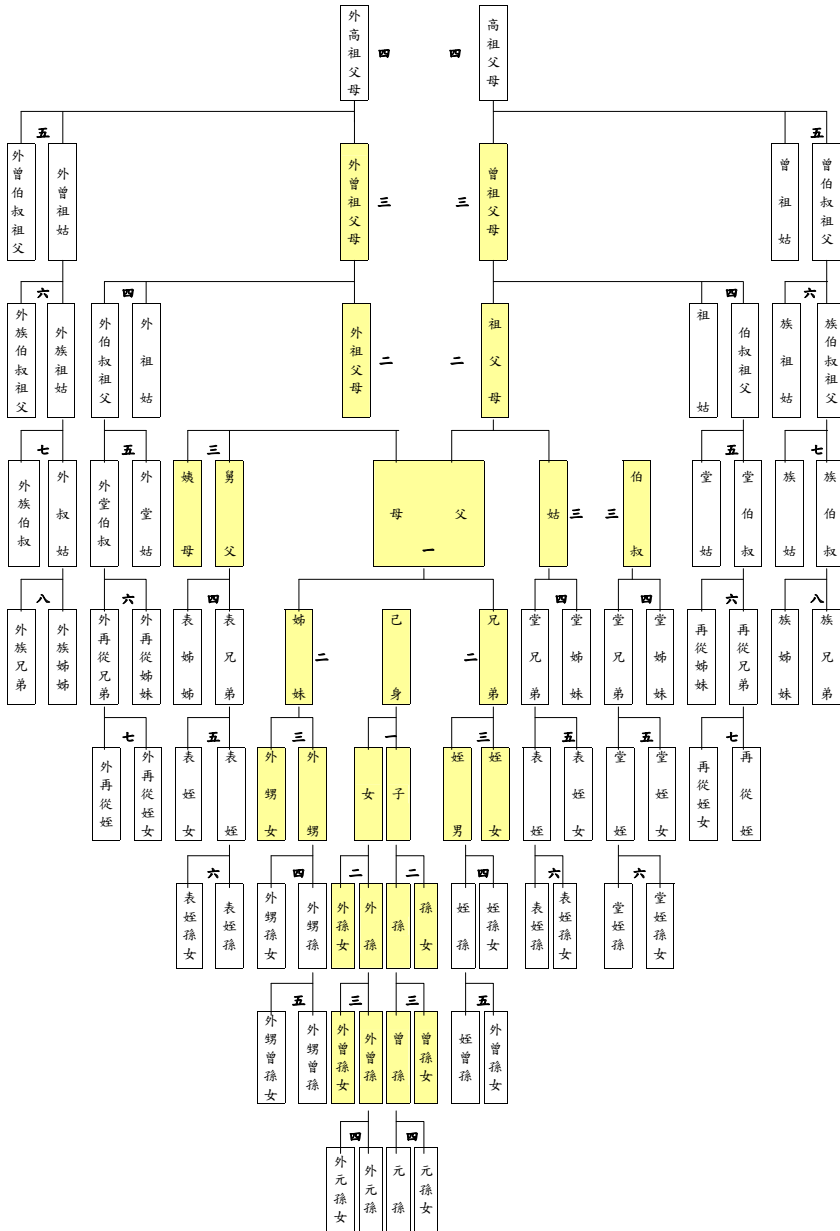 外高祖父母
四
四
高祖父母
五
五
外曾伯叔祖父
外曾祖姑
外曾祖父母
三
三
曾祖父母
曾祖姑
曾伯叔祖父
六
四
四
六
外族伯叔祖父
外族祖姑
外伯叔祖父
外祖姑
外祖父母
二
二
祖父母
祖姑
伯叔祖父
族祖姑
族伯叔祖父
七
五
三
五
七
外族伯叔
外叔姑
外堂伯叔
外堂姑
姨母
舅父
母
父
一
姑
三
三
伯叔
堂姑
堂伯叔
族姑
族伯叔
八
六
四
四
四
六
八
外族兄弟
外族姊姊
外再從兄弟
外再從姊妹
表姊姊
表兄弟
姊妹
二
己身
二
兄弟
堂兄弟
堂姊妹
堂兄弟
堂姊妹
再從姊妹
再從兄弟
族姊妹
族兄弟
七
五
三
一
三
五
五
七
外再從姪
外再從姪女
表姪女
表姪
外甥女
外甥
女
子
姪男
姪女
表姪
表姪女
堂姪
堂姪女
再從姪女
再從姪
六
四
二
二
四
六
六
表姪孫女
表姪孫
外甥孫女
外甥孫
外孫女
外孫
孫
孫女
姪孫
姪孫女
表姪孫
表姪孫女
堂姪孫
堂姪孫女
五
三
三
五
外甥曾孫女
外甥曾孫
外曾孫女
外曾孫
曾孫
曾孫女
姪曾孫
外曾孫女
四
四
外元孫女
外元孫
元孫
元孫女